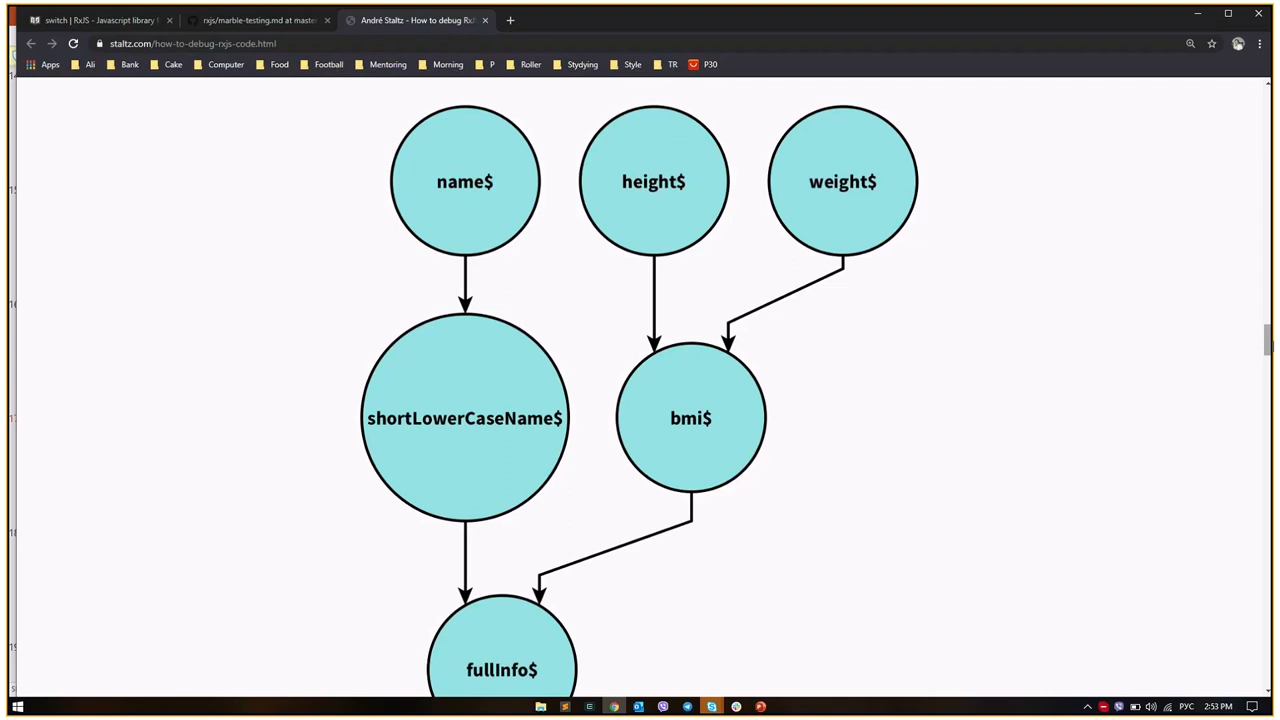 switch | RxJS - Javascript library f
rxjs/marble-testing.md at master
André Staltz - How to debug RxJ
staltz.com/how-to-debug-rxjs-code.html
Apps Ali Bank Cake Computer Food Football Mentoring Morning P Roller Stydying Style TR P30
name$ height$ weight$
shortLowerCaseName$ bmi$
fullInfo$
РУС 2:53 PM